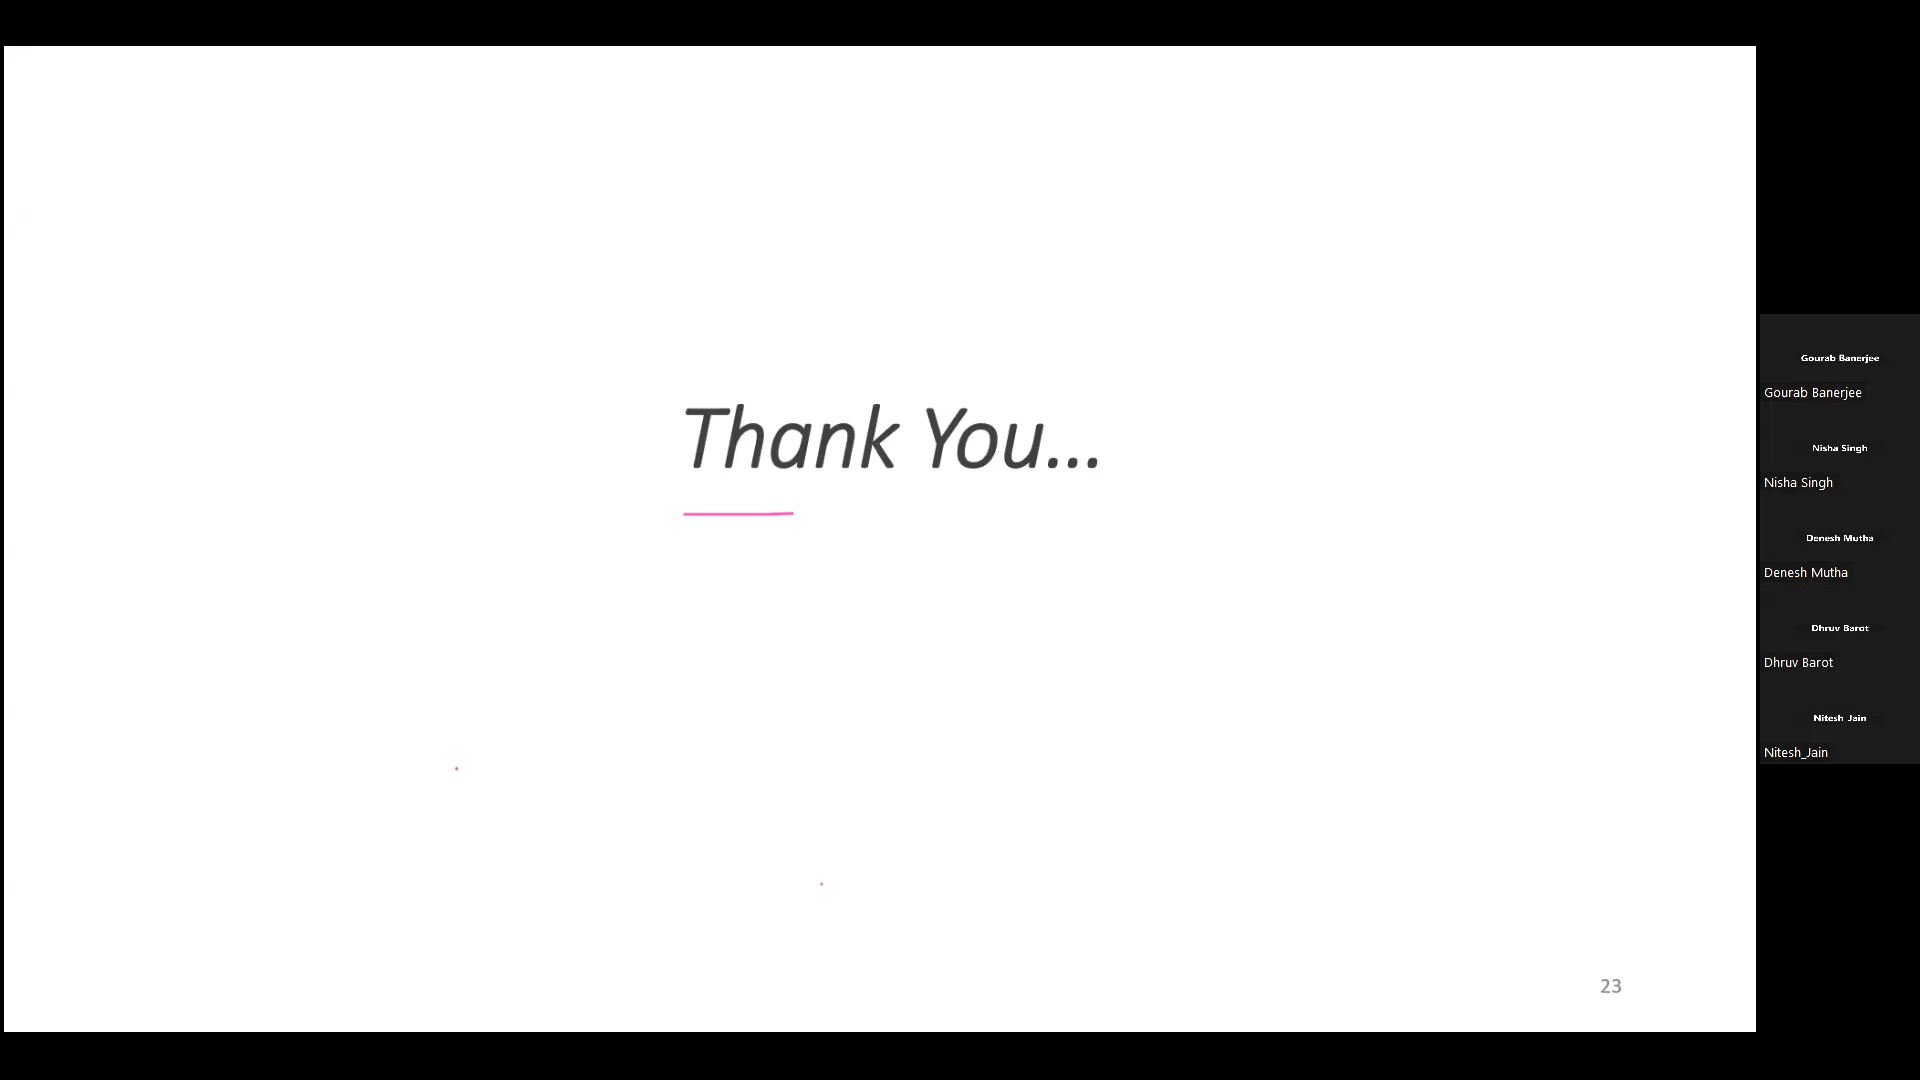 Thank You...
23
Gourab Banerjee
Gourab Banerjee
Nisha Singh
Nisha Singh
Denesh Mutha
Denesh Mutha
Dhruv Barot
Dhruv Barot
Nitesh Jain
Nitesh_Jain